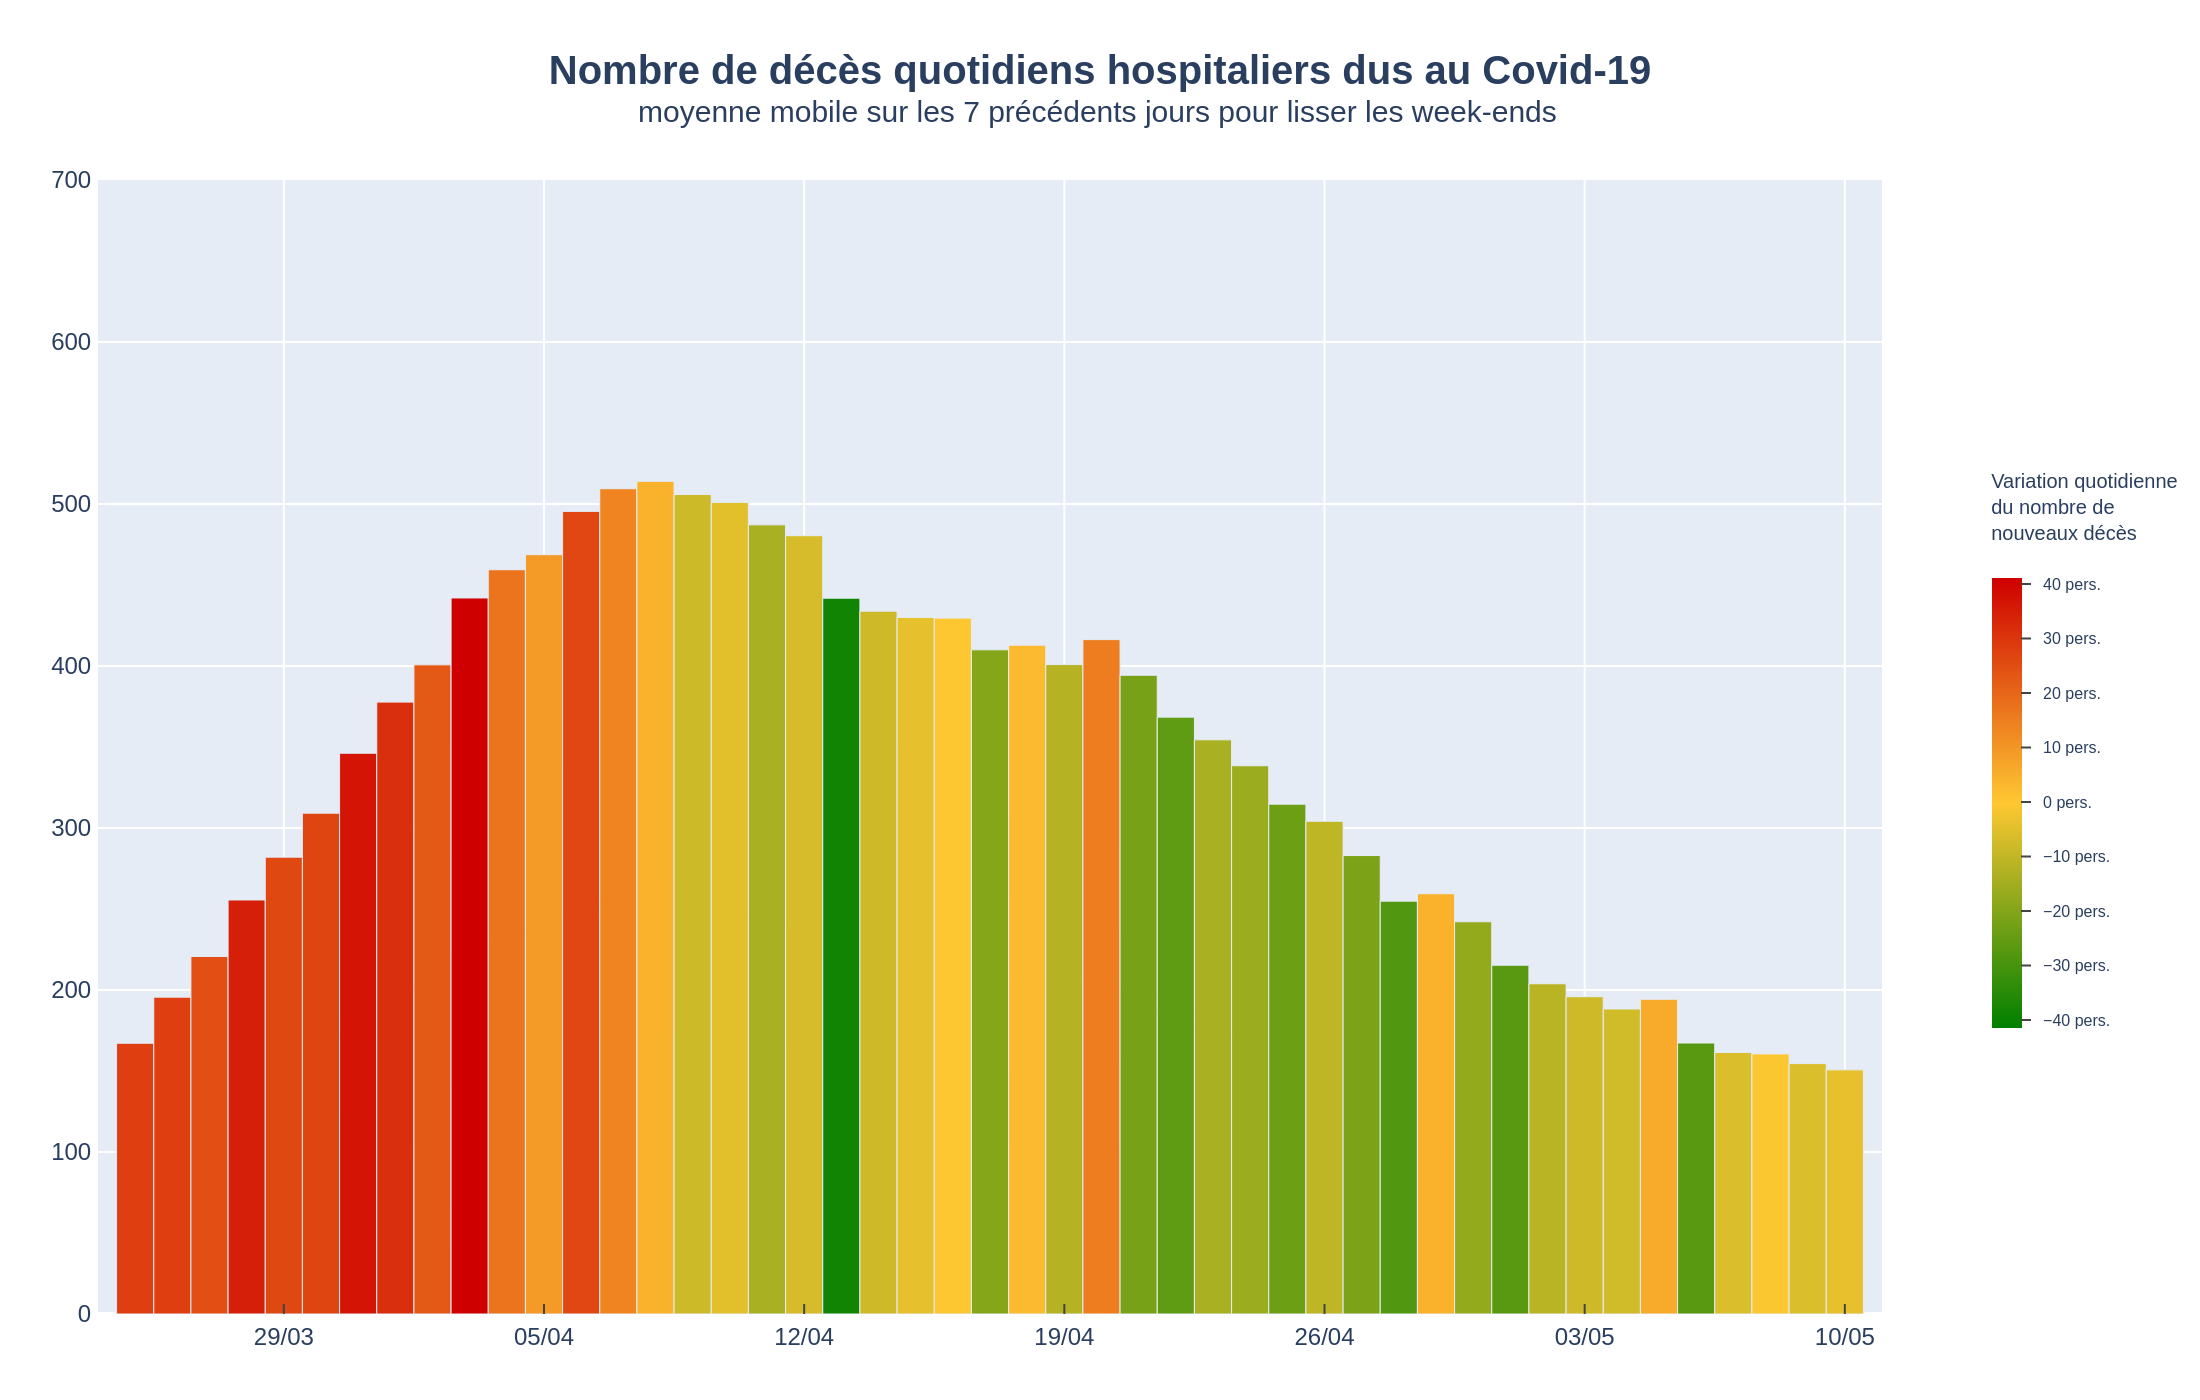 Nombre de décès quotidiens hospitaliers dus au Covid-19
moyenne mobile sur les 7 précédents jours pour lisser les week-ends
700
600
500
400
300
200
100
0
29/03
05/04
12/04
19/04
26/04
03/05
10/05
Variation quotidienne
du nombre de
nouveaux décès
40 pers.
30 pers.
20 pers.
10 pers.
0 pers.
−10 pers.
−20 pers.
−30 pers.
−40 pers.